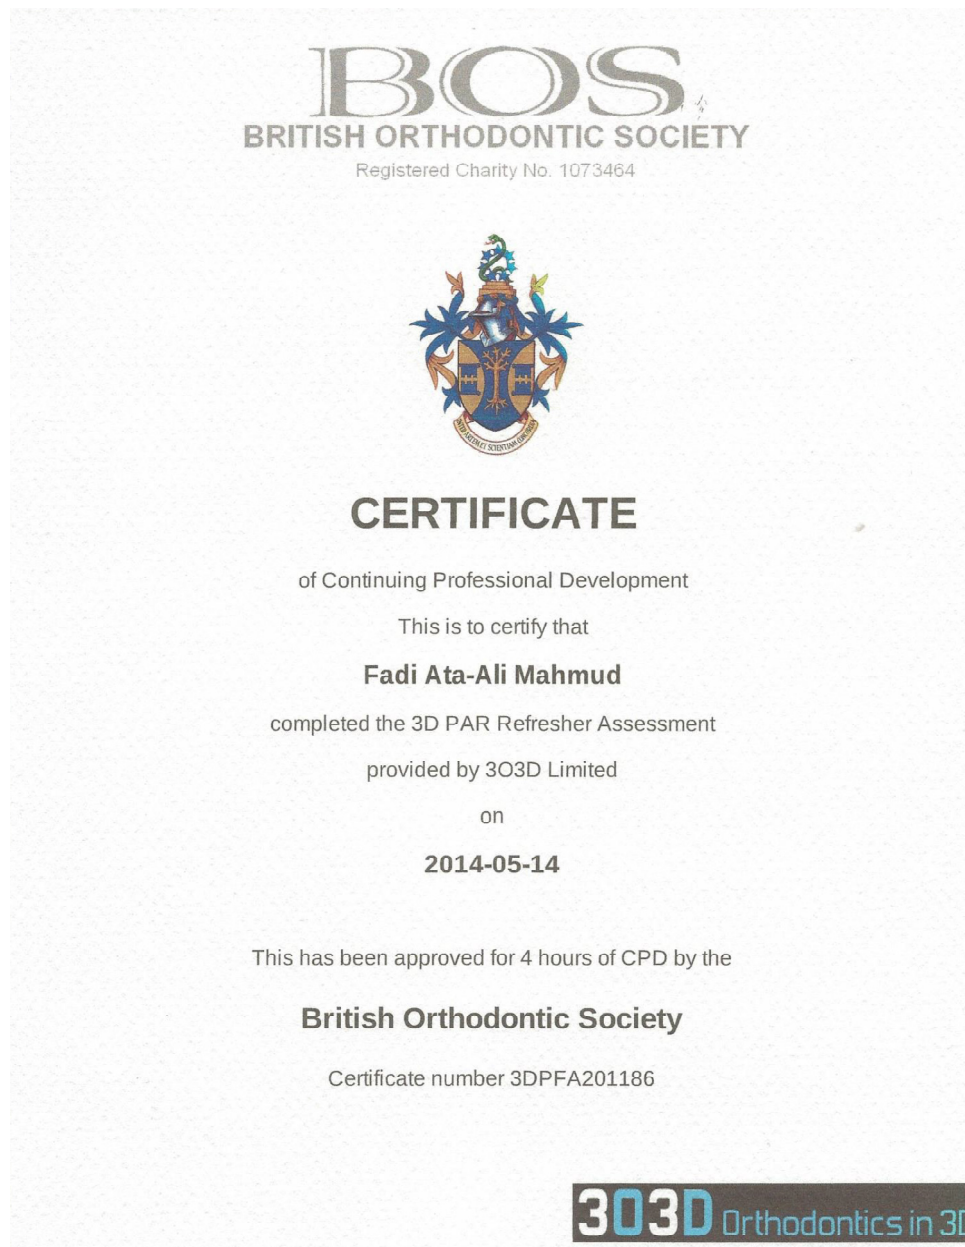 BOS
BRITISH ORTHODONTIC SOCIETY
Registered Charity No. 1073464
CERTIFICATE
of Continuing Professional Development
This is to certify that
Fadi Ata-Ali Mahmud
completed the 3D PAR Refresher Assessment
provided by 3O3D Limited
on
2014-05-14
This has been approved for 4 hours of CPD by the
British Orthodontic Society
Certificate number 3DPFA201186
3O3D Orthodontics in 3D